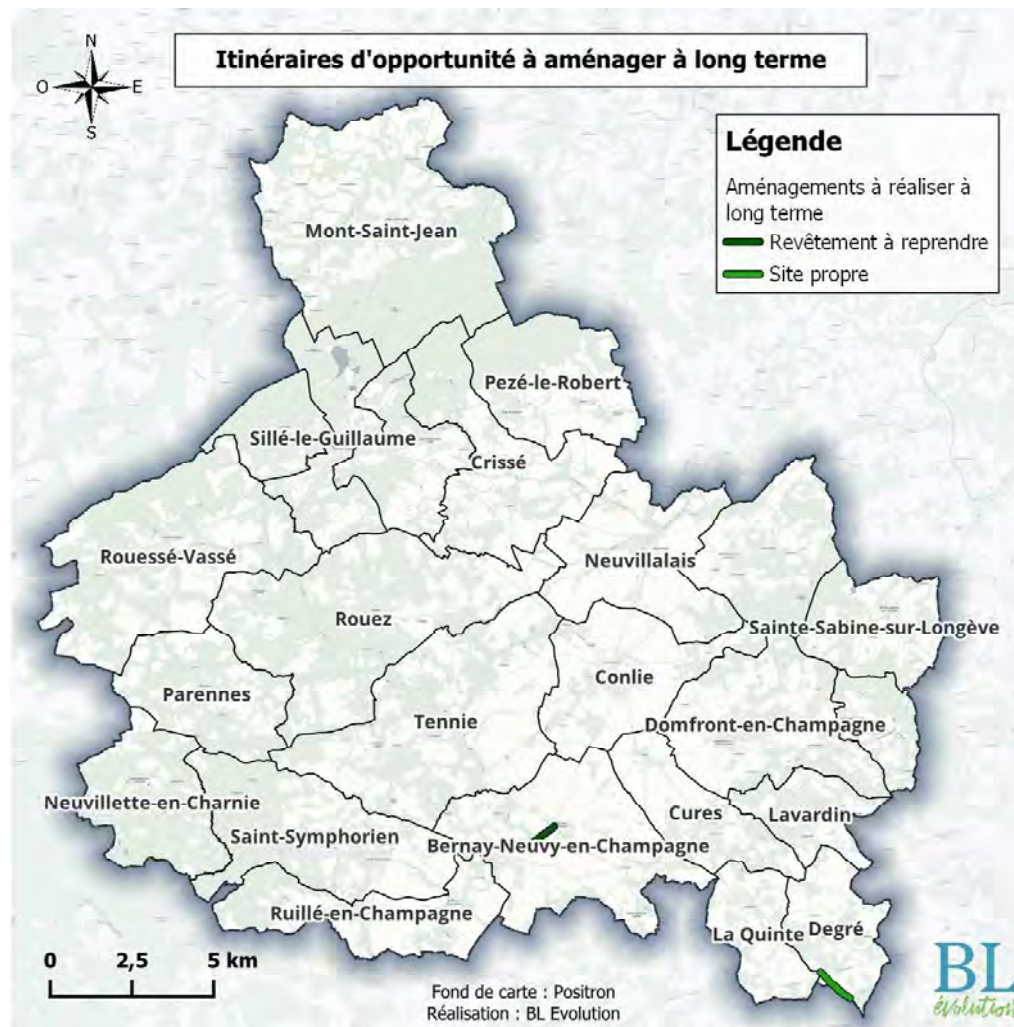 Itinéraires d'opportunité à aménager à long terme
N
O
E
S
Légende
Aménagements à réaliser à
long terme
Revêtement à reprendre
Site propre
Mont-Saint-Jean
Pezé-le-Robert
Sillé-le-Guillaume
Crissé
Rouessé-Vassé
Neuvillalais
Rouez
Sainte-Sabine-sur-Longève
Parennes
Conlie
Tennie
Domfront-en-Champagne
Neuvillette-en-Charnie
Saint-Symphorien
Cures
Lavardin
Bernay-Neuvy-en-Champagne
Ruillé-en-Champagne
La Quinte
Degré
0 2,5 5 km
Fond de carte : Positron
Réalisation : BL Evolution
BL
évolution